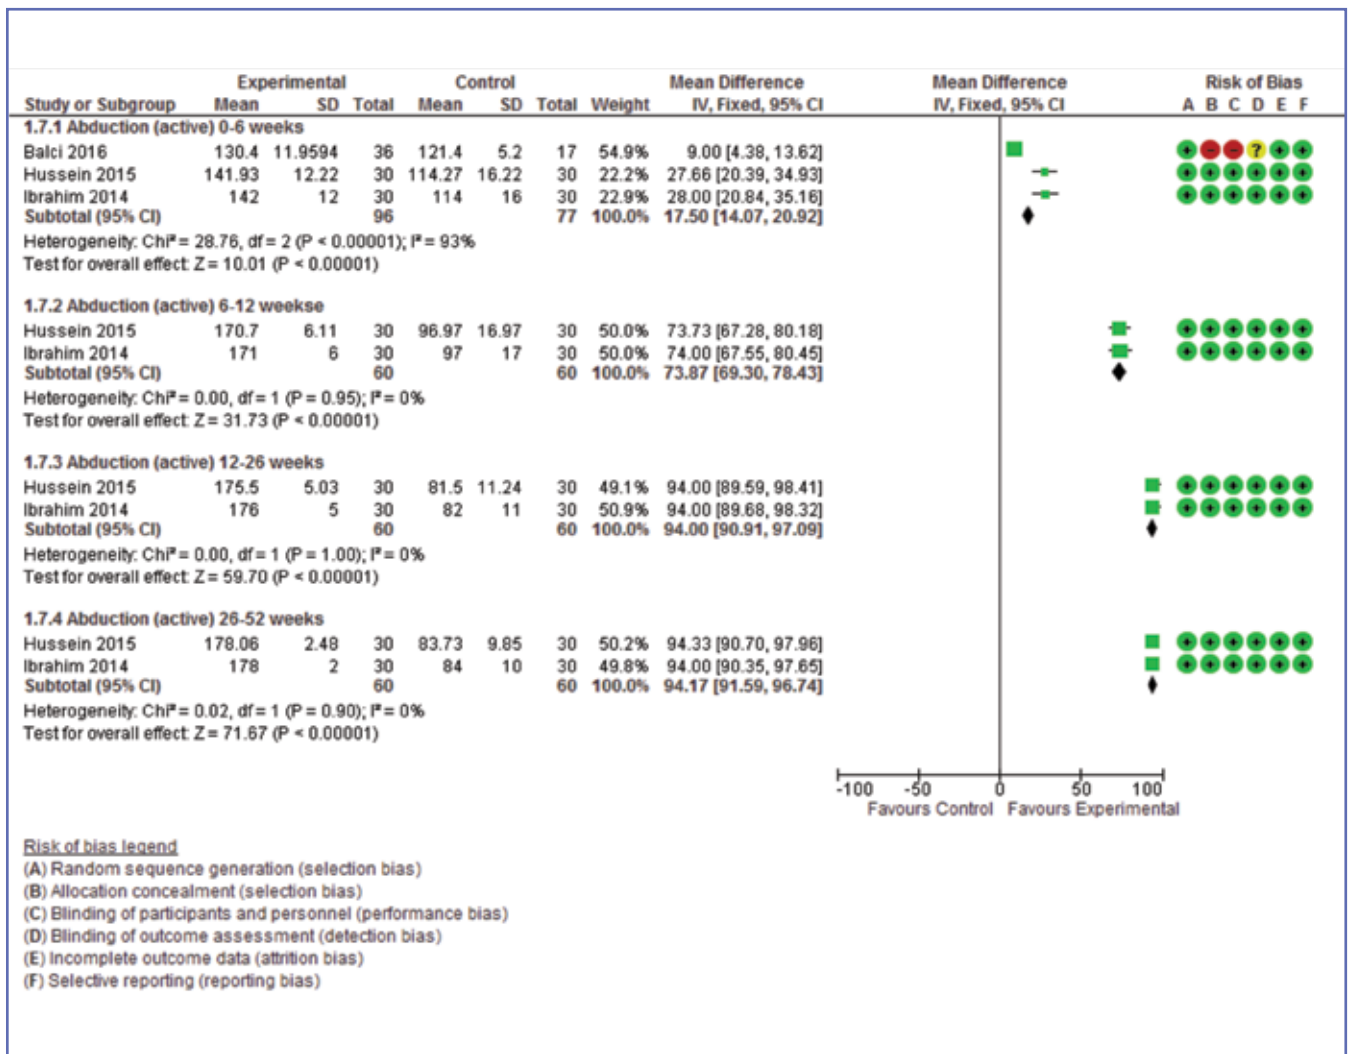 Experimental Control Mean Difference Mean Difference Risk of Bias
Study or Subgroup Mean SD Total Mean SD Total Weight IV, Fixed, 95% CI IV, Fixed, 95% CI A B C D E F
1.7.1 Abduction (active) 0-6 weeks
Balci 2016 130.4 11.9594 36 121.4 5.2 17 54.9% 9.00 [4.38, 13.62] + - - ? + +
Hussein 2015 141.93 12.22 30 114.27 16.22 30 22.2% 27.66 [20.39, 34.93] + + + + + +
Ibrahim 2014 142 12 30 114 16 30 22.9% 28.00 [20.84, 35.16] + + + + + +
Subtotal (95% CI) 96 77 100.0% 17.50 [14.07, 20.92]
Heterogeneity: Chi² = 28.76, df = 2 (P < 0.00001); I² = 93%
Test for overall effect: Z = 10.01 (P < 0.00001)
1.7.2 Abduction (active) 6-12 weekse
Hussein 2015 170.7 6.11 30 96.97 16.97 30 50.0% 73.73 [67.28, 80.18] + + + + + +
Ibrahim 2014 171 6 30 97 17 30 50.0% 74.00 [67.55, 80.45] + + + + + +
Subtotal (95% CI) 60 60 100.0% 73.87 [69.30, 78.43]
Heterogeneity: Chi² = 0.00, df = 1 (P = 0.95); I² = 0%
Test for overall effect: Z = 31.73 (P < 0.00001)
1.7.3 Abduction (active) 12-26 weeks
Hussein 2015 175.5 5.03 30 81.5 11.24 30 49.1% 94.00 [89.59, 98.41] + + + + + +
Ibrahim 2014 176 5 30 82 11 30 50.9% 94.00 [89.68, 98.32] + + + + + +
Subtotal (95% CI) 60 60 100.0% 94.00 [90.91, 97.09]
Heterogeneity: Chi² = 0.00, df = 1 (P = 1.00); I² = 0%
Test for overall effect: Z = 59.70 (P < 0.00001)
1.7.4 Abduction (active) 26-52 weeks
Hussein 2015 178.06 2.48 30 83.73 9.85 30 50.2% 94.33 [90.70, 97.96] + + + + + +
Ibrahim 2014 178 2 30 84 10 30 49.8% 94.00 [90.35, 97.65] + + + + + +
Subtotal (95% CI) 60 60 100.0% 94.17 [91.59, 96.74]
Heterogeneity: Chi² = 0.02, df = 1 (P = 0.90); I² = 0%
Test for overall effect: Z = 71.67 (P < 0.00001)
-100 -50 0 50 100
Favours Control Favours Experimental
Risk of bias legend
(A) Random sequence generation (selection bias)
(B) Allocation concealment (selection bias)
(C) Blinding of participants and personnel (performance bias)
(D) Blinding of outcome assessment (detection bias)
(E) Incomplete outcome data (attrition bias)
(F) Selective reporting (reporting bias)